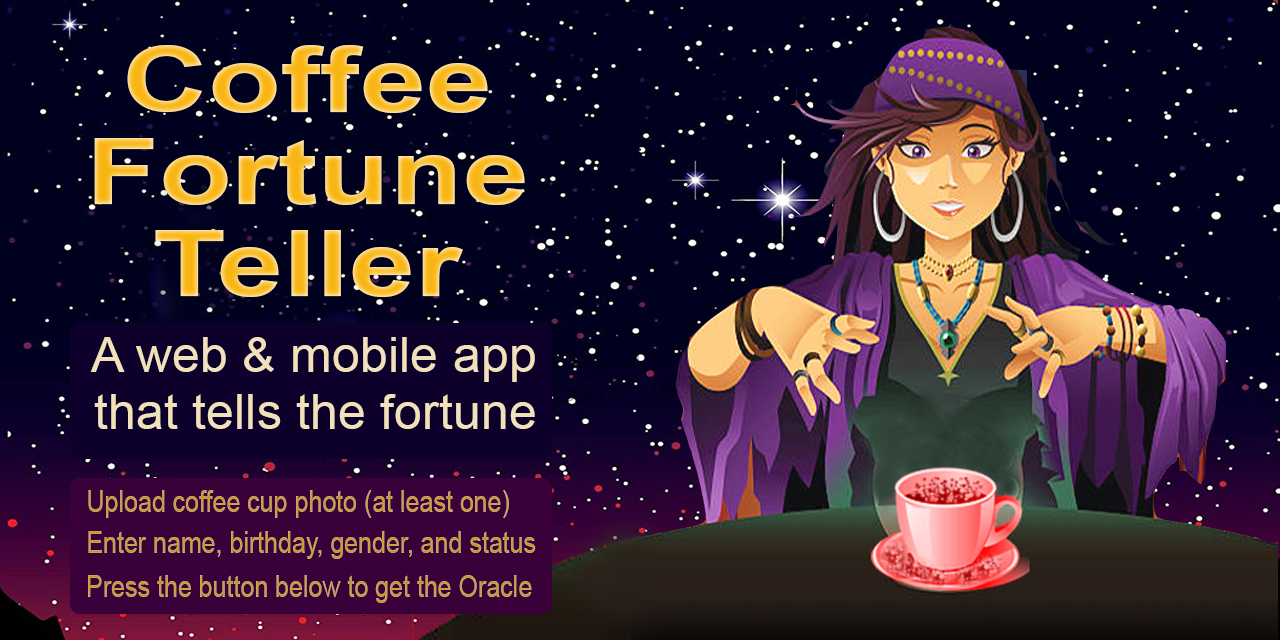 Coffee
Fortune
Teller
A web & mobile app
that tells the fortune
Upload coffee cup photo (at least one)
Enter name, birthday, gender, and status
Press the button below to get the Oracle